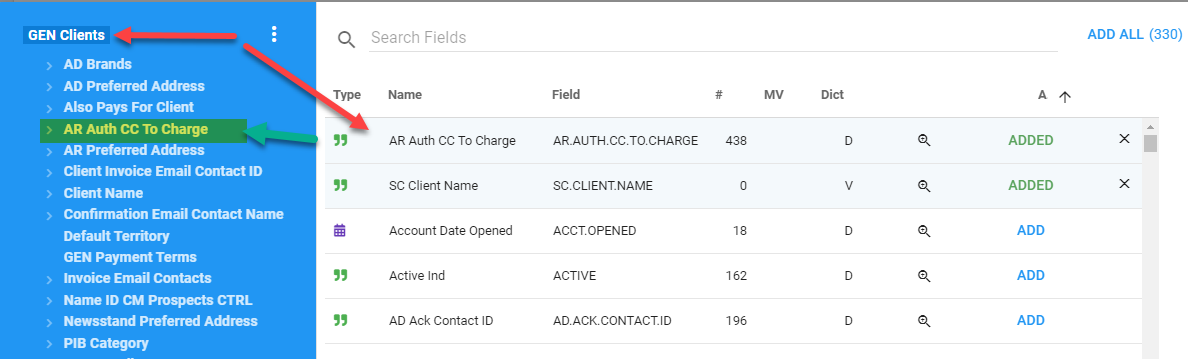 GEN Clients
AD Brands
AD Preferred Address
Also Pays For Client
AR Auth CC To Charge
AR Preferred Address
Client Invoice Email Contact ID
Client Name
Confirmation Email Contact Name
Default Territory
GEN Payment Terms
Invoice Email Contacts
Name ID CM Prospects CTRL
Newsstand Preferred Address
PIB Category
Search Fields
ADD ALL (330)
Type Name Field # MV Dict A
AR Auth CC To Charge AR.AUTH.CC.TO.CHARGE 438 D ADDED
SC Client Name SC.CLIENT.NAME 0 V ADDED
Account Date Opened ACCT.OPENED 18 D ADD
Active Ind ACTIVE 162 D ADD
AD Ack Contact ID AD.ACK.CONTACT.ID 196 D ADD